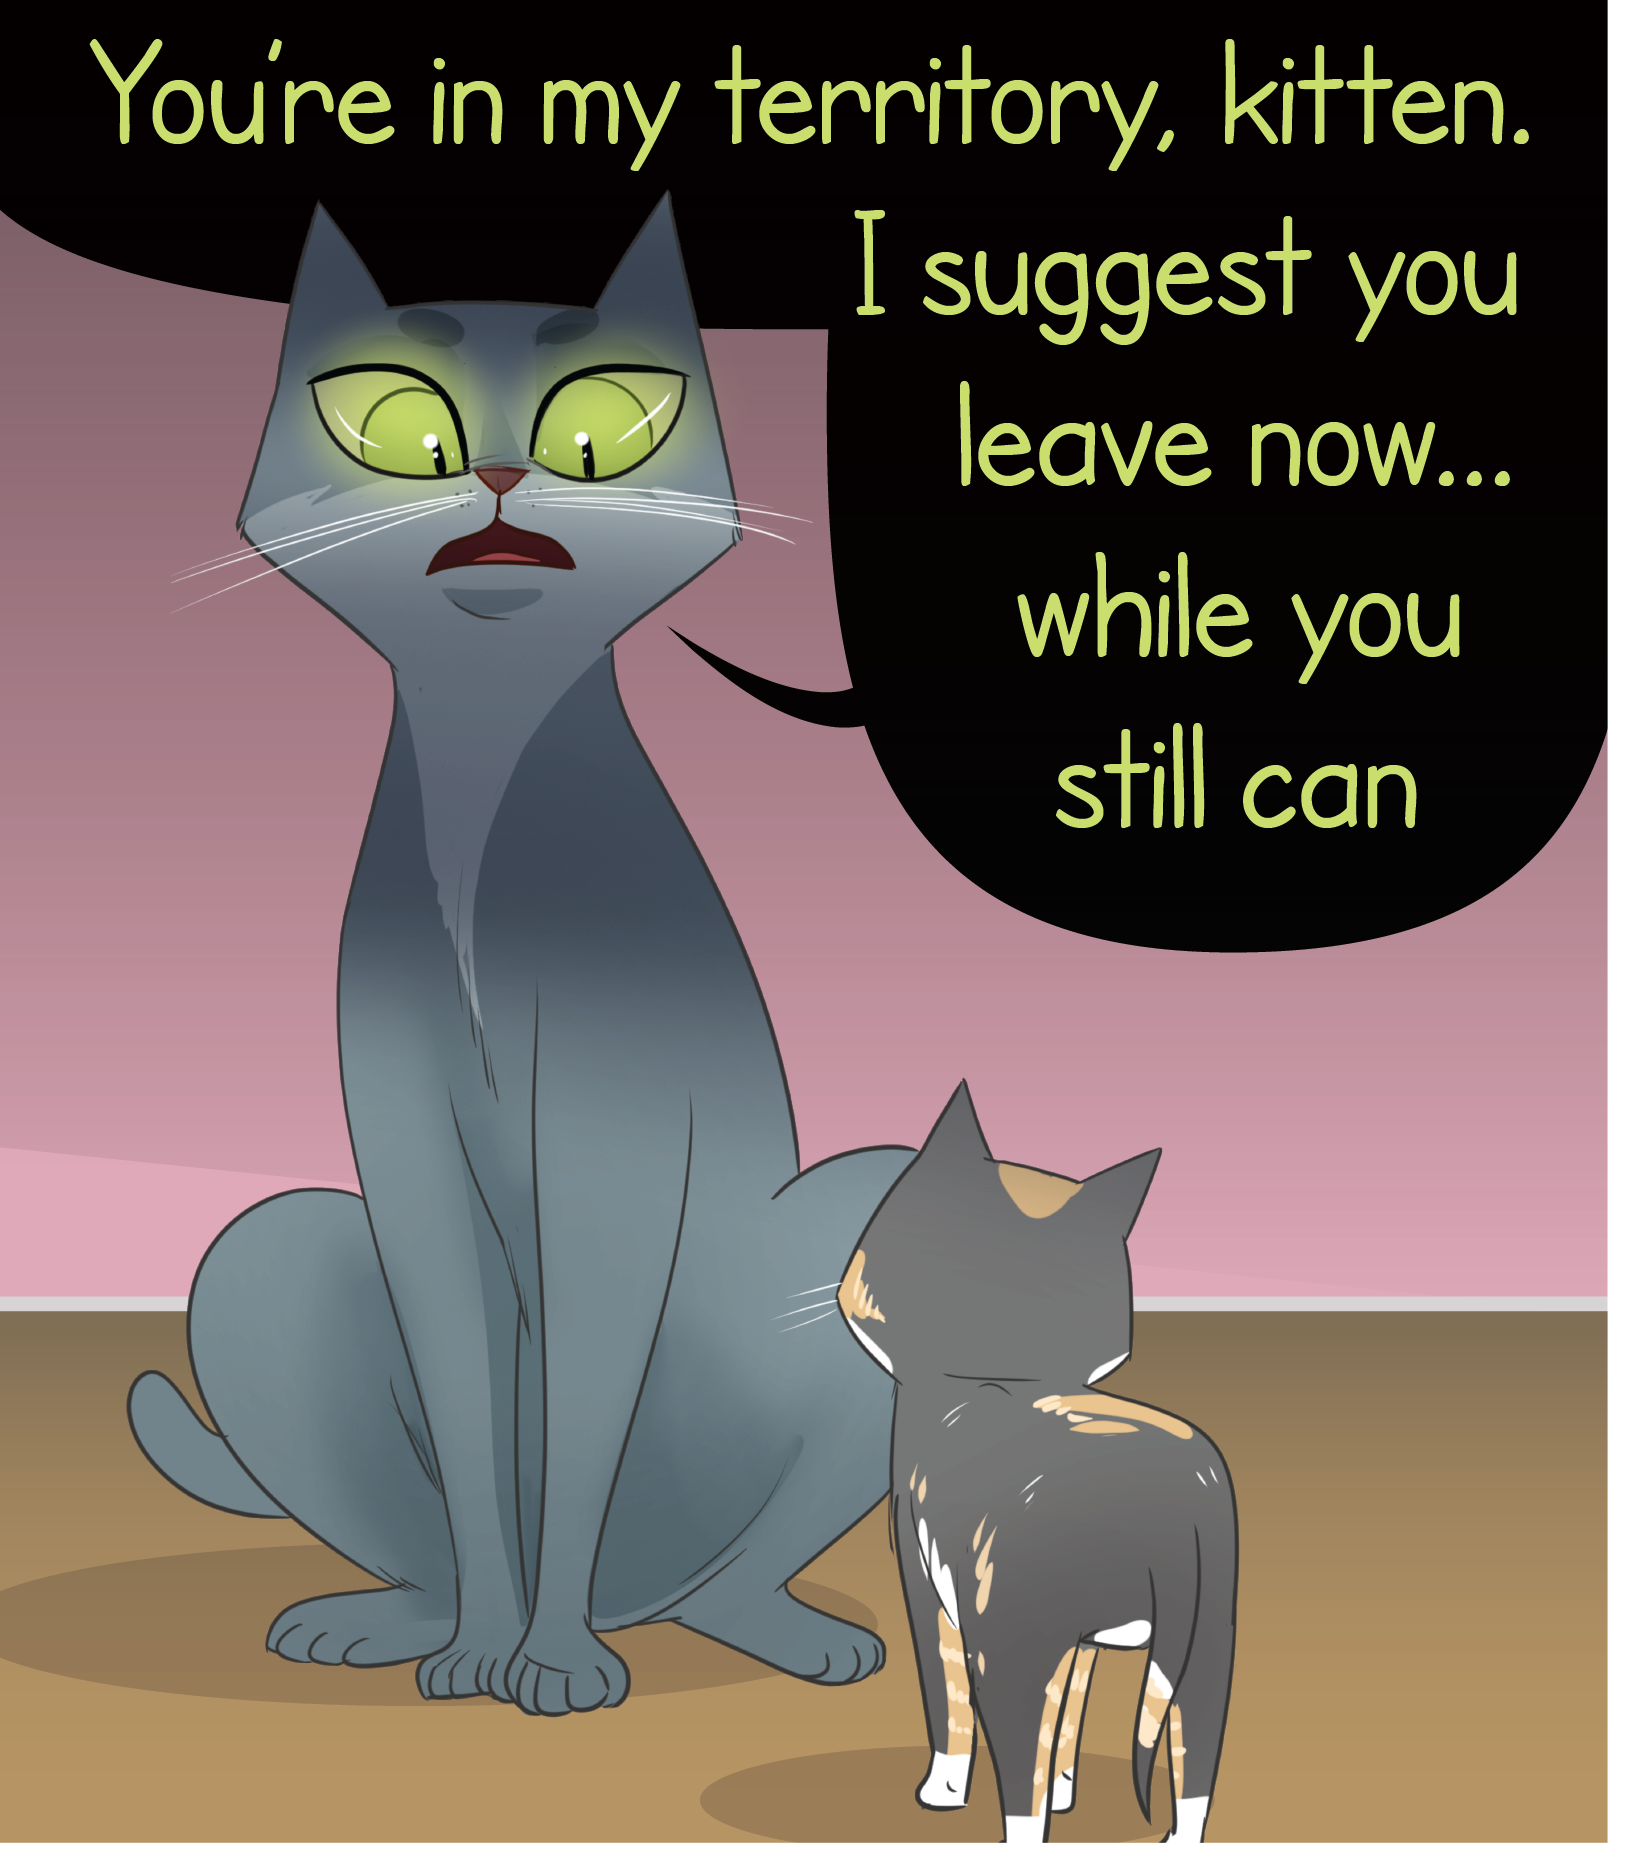 You're in my territory, kitten.
I suggest you
leave now...
while you
still can